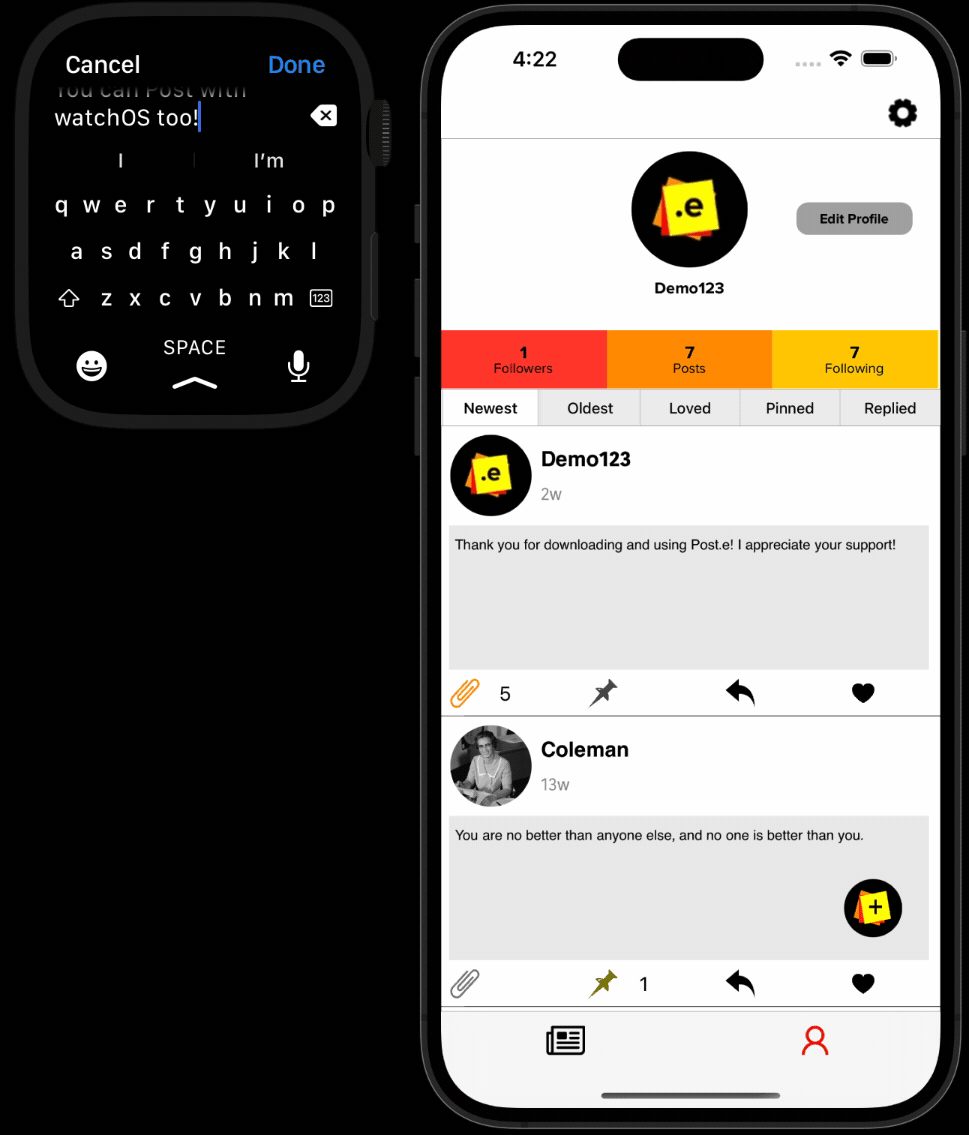 Cancel Done
You can Post with
watchOS too!
I I'm
q w e r t y u i o p
a s d f g h j k l
z x c v b n m 123
SPACE
4:22
.e
Edit Profile
Demo123
1 7 7
Followers Posts Following
Newest Oldest Loved Pinned Replied
.e
Demo123
2w
Thank you for downloading and using Post.e! I appreciate your support!
5
Coleman
13w
You are no better than anyone else, and no one is better than you.
+
1